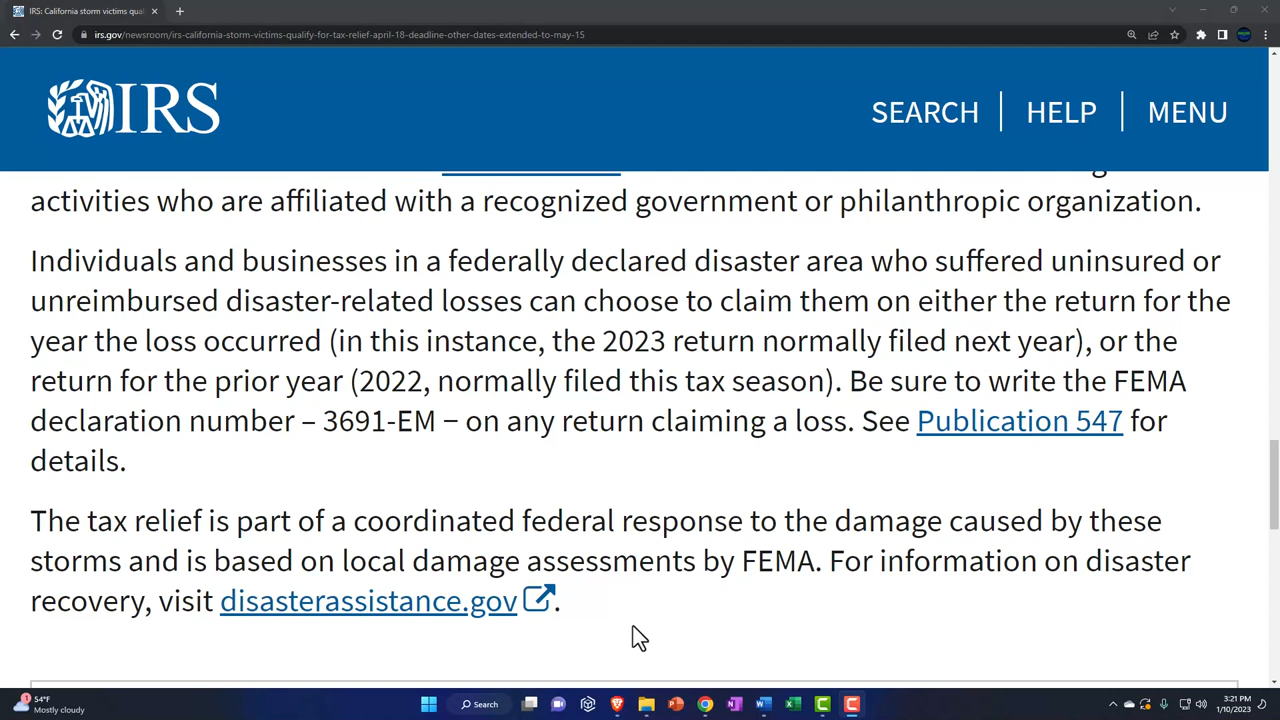 IRS: California storm victims qual
irs.gov/newsroom/irs-california-storm-victims-qualify-for-tax-relief-april-18-deadline-other-dates-extended-to-may-15
IRS
SEARCH
HELP
MENU
activities who are affiliated with a recognized government or philanthropic organization.
Individuals and businesses in a federally declared disaster area who suffered uninsured or
unreimbursed disaster-related losses can choose to claim them on either the return for the
year the loss occurred (in this instance, the 2023 return normally filed next year), or the
return for the prior year (2022, normally filed this tax season). Be sure to write the FEMA
declaration number – 3691-EM − on any return claiming a loss. See Publication 547 for
details.
The tax relief is part of a coordinated federal response to the damage caused by these
storms and is based on local damage assessments by FEMA. For information on disaster
recovery, visit disasterassistance.gov.
1
54°F
Mostly cloudy
Search
3:21 PM
1/10/2023